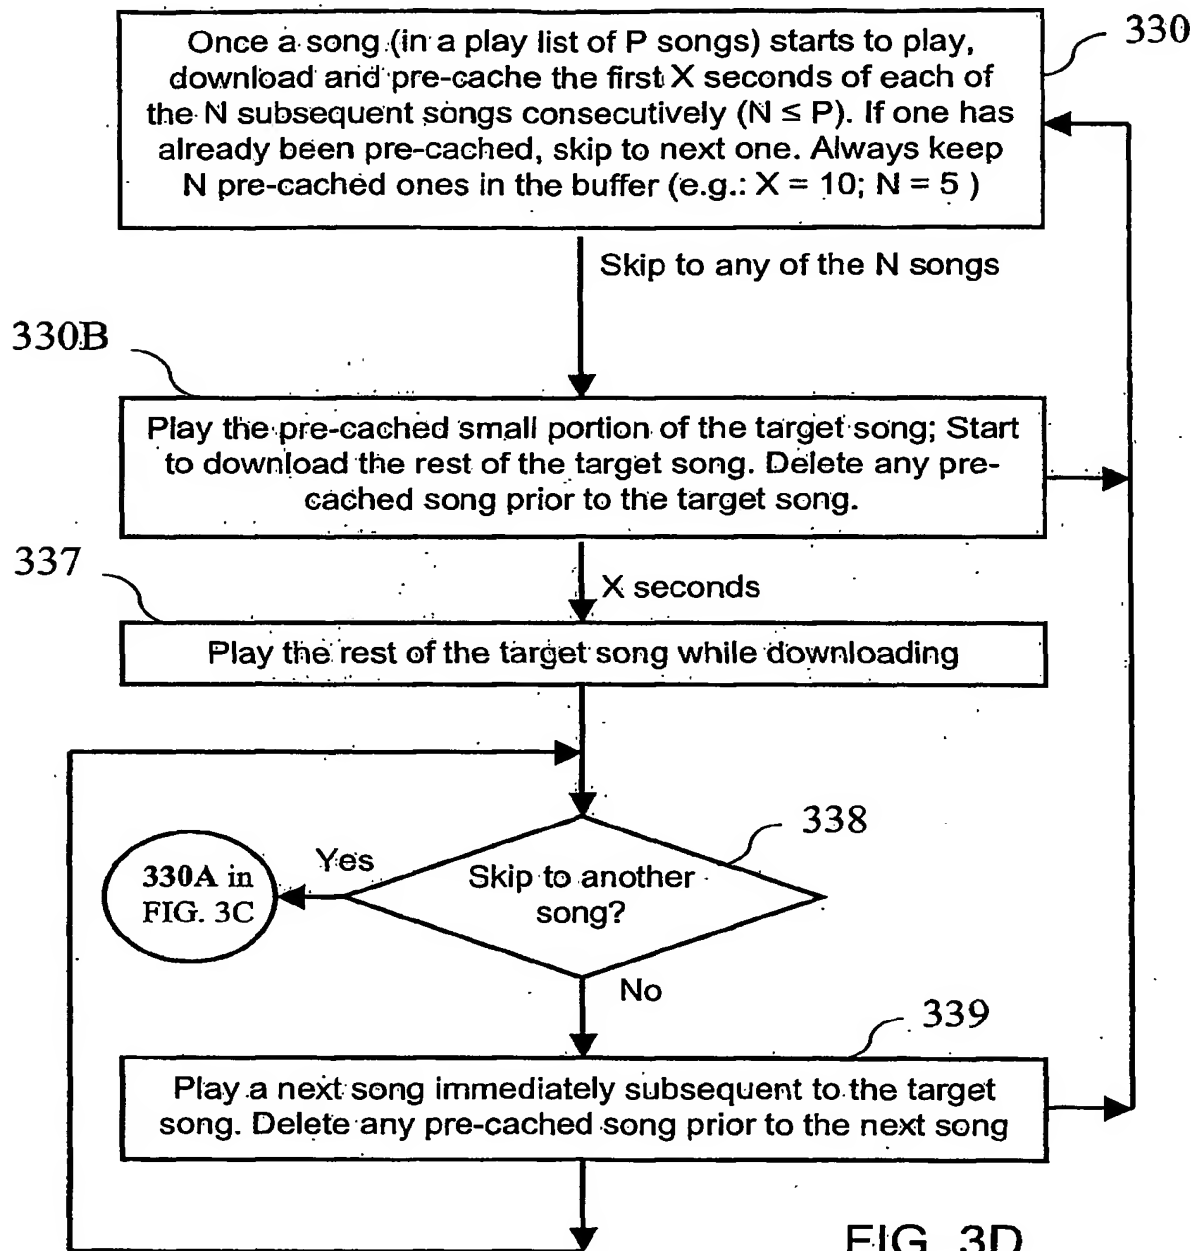 330
Once a song (in a play list of P songs) starts to play,
download and pre-cache the first X seconds of each of
the N subsequent songs consecutively (N ≤ P). If one has
already been pre-cached, skip to next one. Always keep
N pre-cached ones in the buffer (e.g.: X = 10; N = 5 )
Skip to any of the N songs
330B
Play the pre-cached small portion of the target song; Start
to download the rest of the target song. Delete any pre-
cached song prior to the target song.
337
X seconds
Play the rest of the target song while downloading
338
Yes
330A in
FIG. 3C
Skip to another
song?
No
339
Play a next song immediately subsequent to the target
song. Delete any pre-cached song prior to the next song
FIG. 3D